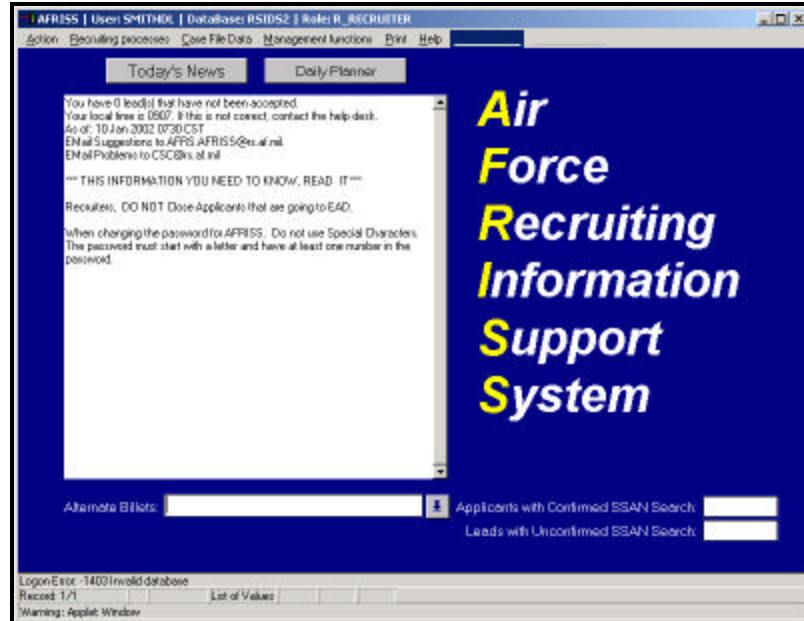 AFRISS | User: SMITHDL | Database: RSIDS2 | Role: R_RECRUITER
Action Recruiting processes Case File Data Management functions Print Help
Today's News Daily Planner
You have 0 lead(s) that have not been accepted.
Your local time is 0907. If this is not correct, contact the help desk.
As of: 10 Jan 2002 0730 CST
EMail Suggestions to AFRS.AFRISS@rs.af.mil
EMail Problems to CSC@rs.af.mil
*** THIS INFORMATION YOU NEED TO KNOW, READ IT***
Recruiters, DO NOT Close Applicants that are going to EAD.
When changing the password for AFRISS. Do not use Special Characters.
The password must start with a letter and have at least one number in the
password.
Air
Force
Recruiting
Information
Support
System
Alternate Billets:
Applicants with Confirmed SSAN Search:
Leads with Unconfirmed SSAN Search:
Logon Error -1403 Invalid database
Record: 1/1 List of Values
Warning: Applet Window